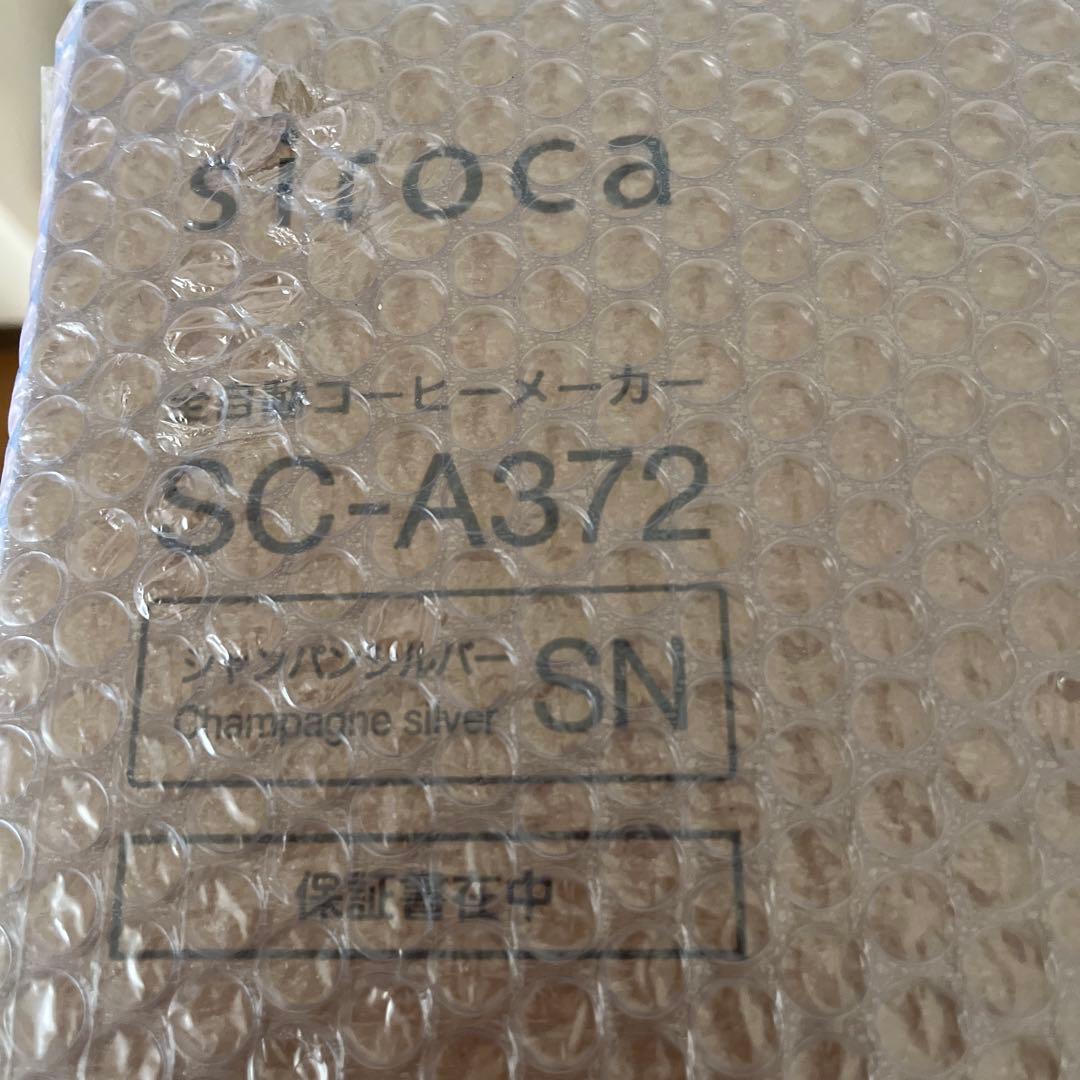 siroca
全自動コーヒーメーカー
SC-A372
シャンパンシルバー SN
Champagne silver
保証書在中